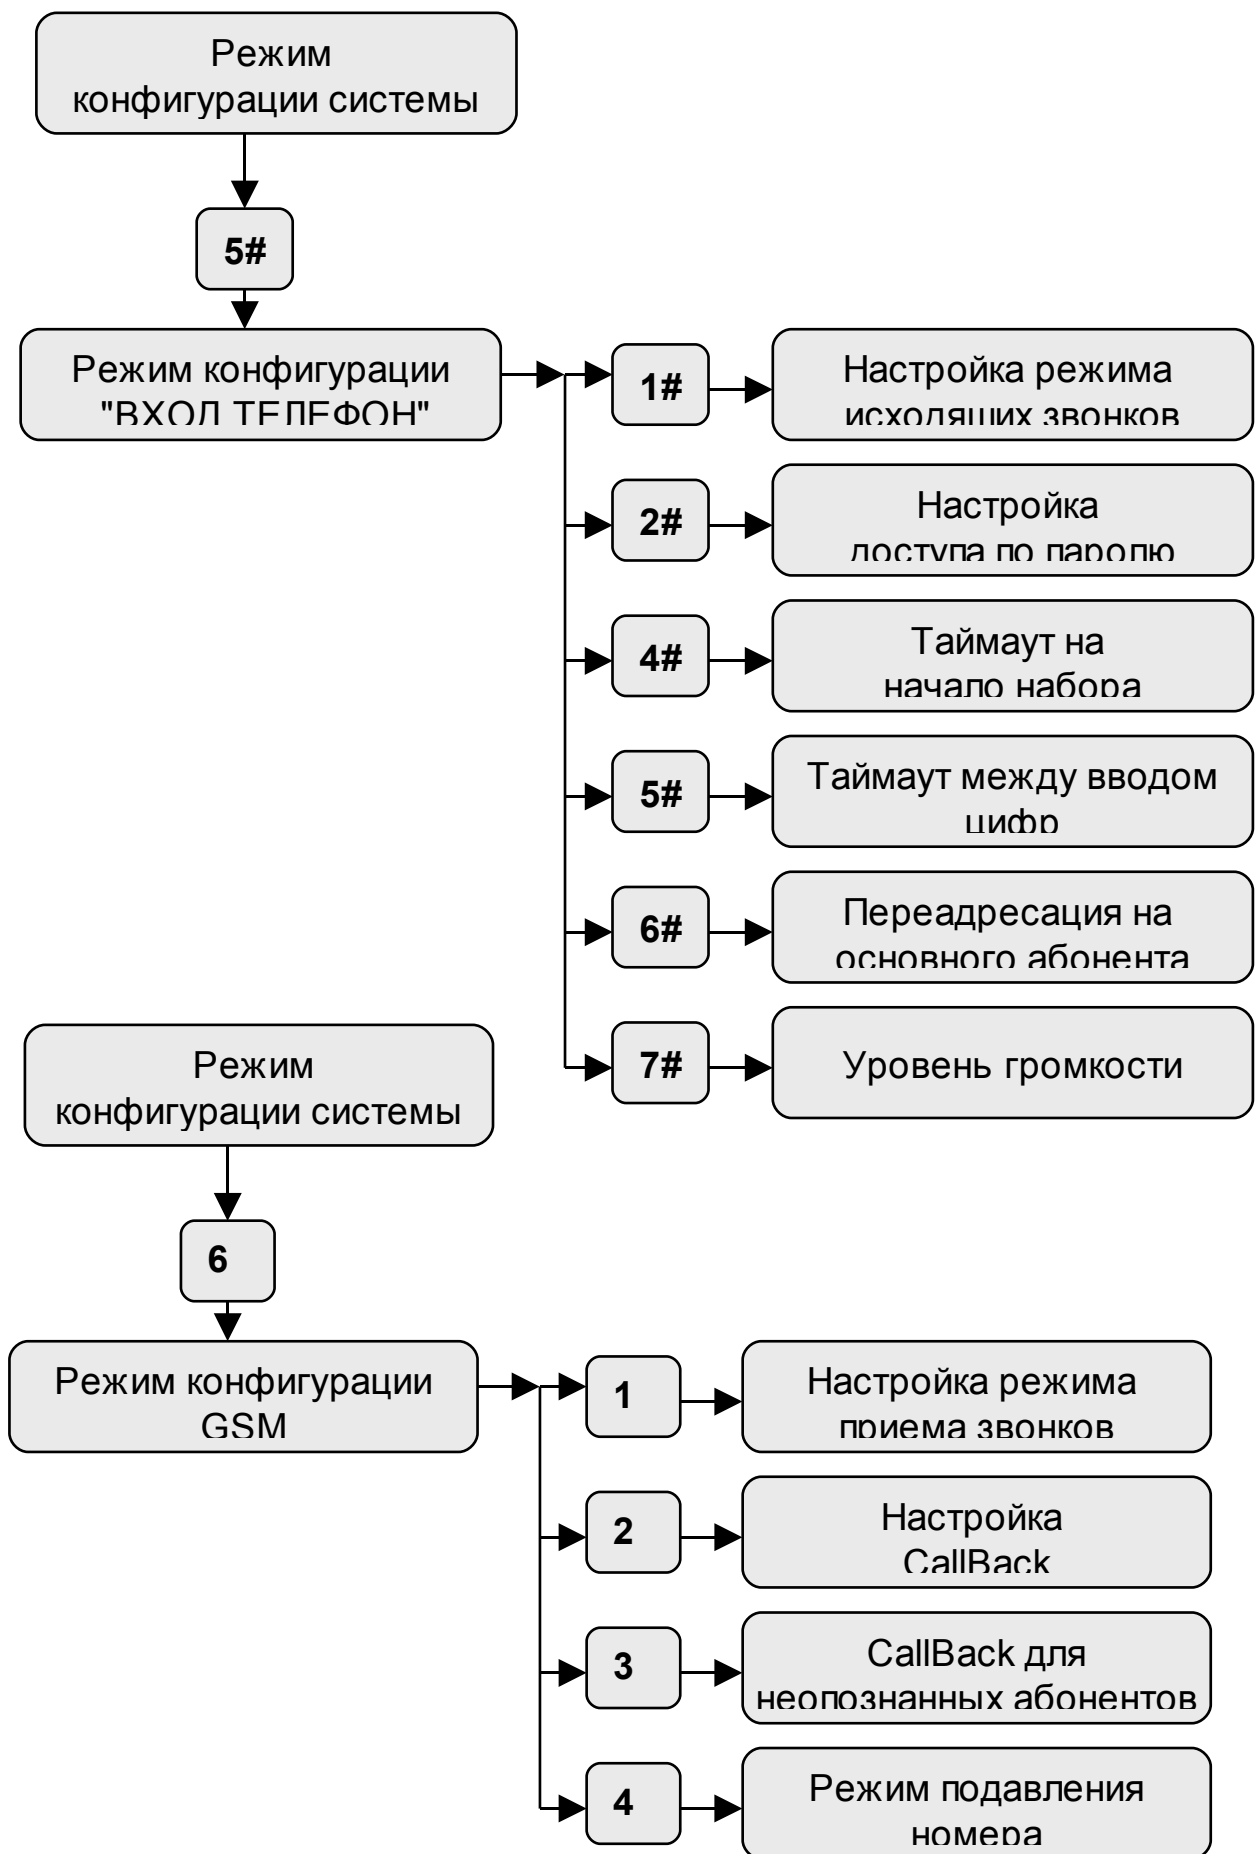 Режим
конфигурации системы
5#
Режим конфигурации
"ВХОД ТЕЛЕФОН"
1#
Настройка режима
исходящих звонков
2#
Настройка
доступа по паролю
4#
Таймаут на
начало набора
5#
Таймаут между вводом
цифр
6#
Переадресация на
основного абонента
7#
Уровень громкости
Режим
конфигурации системы
6
Режим конфигурации
GSM
1
Настройка режима
приема звонков
2
Настройка
CallBack
3
CallBack для
неопознанных абонентов
4
Режим подавления
номера